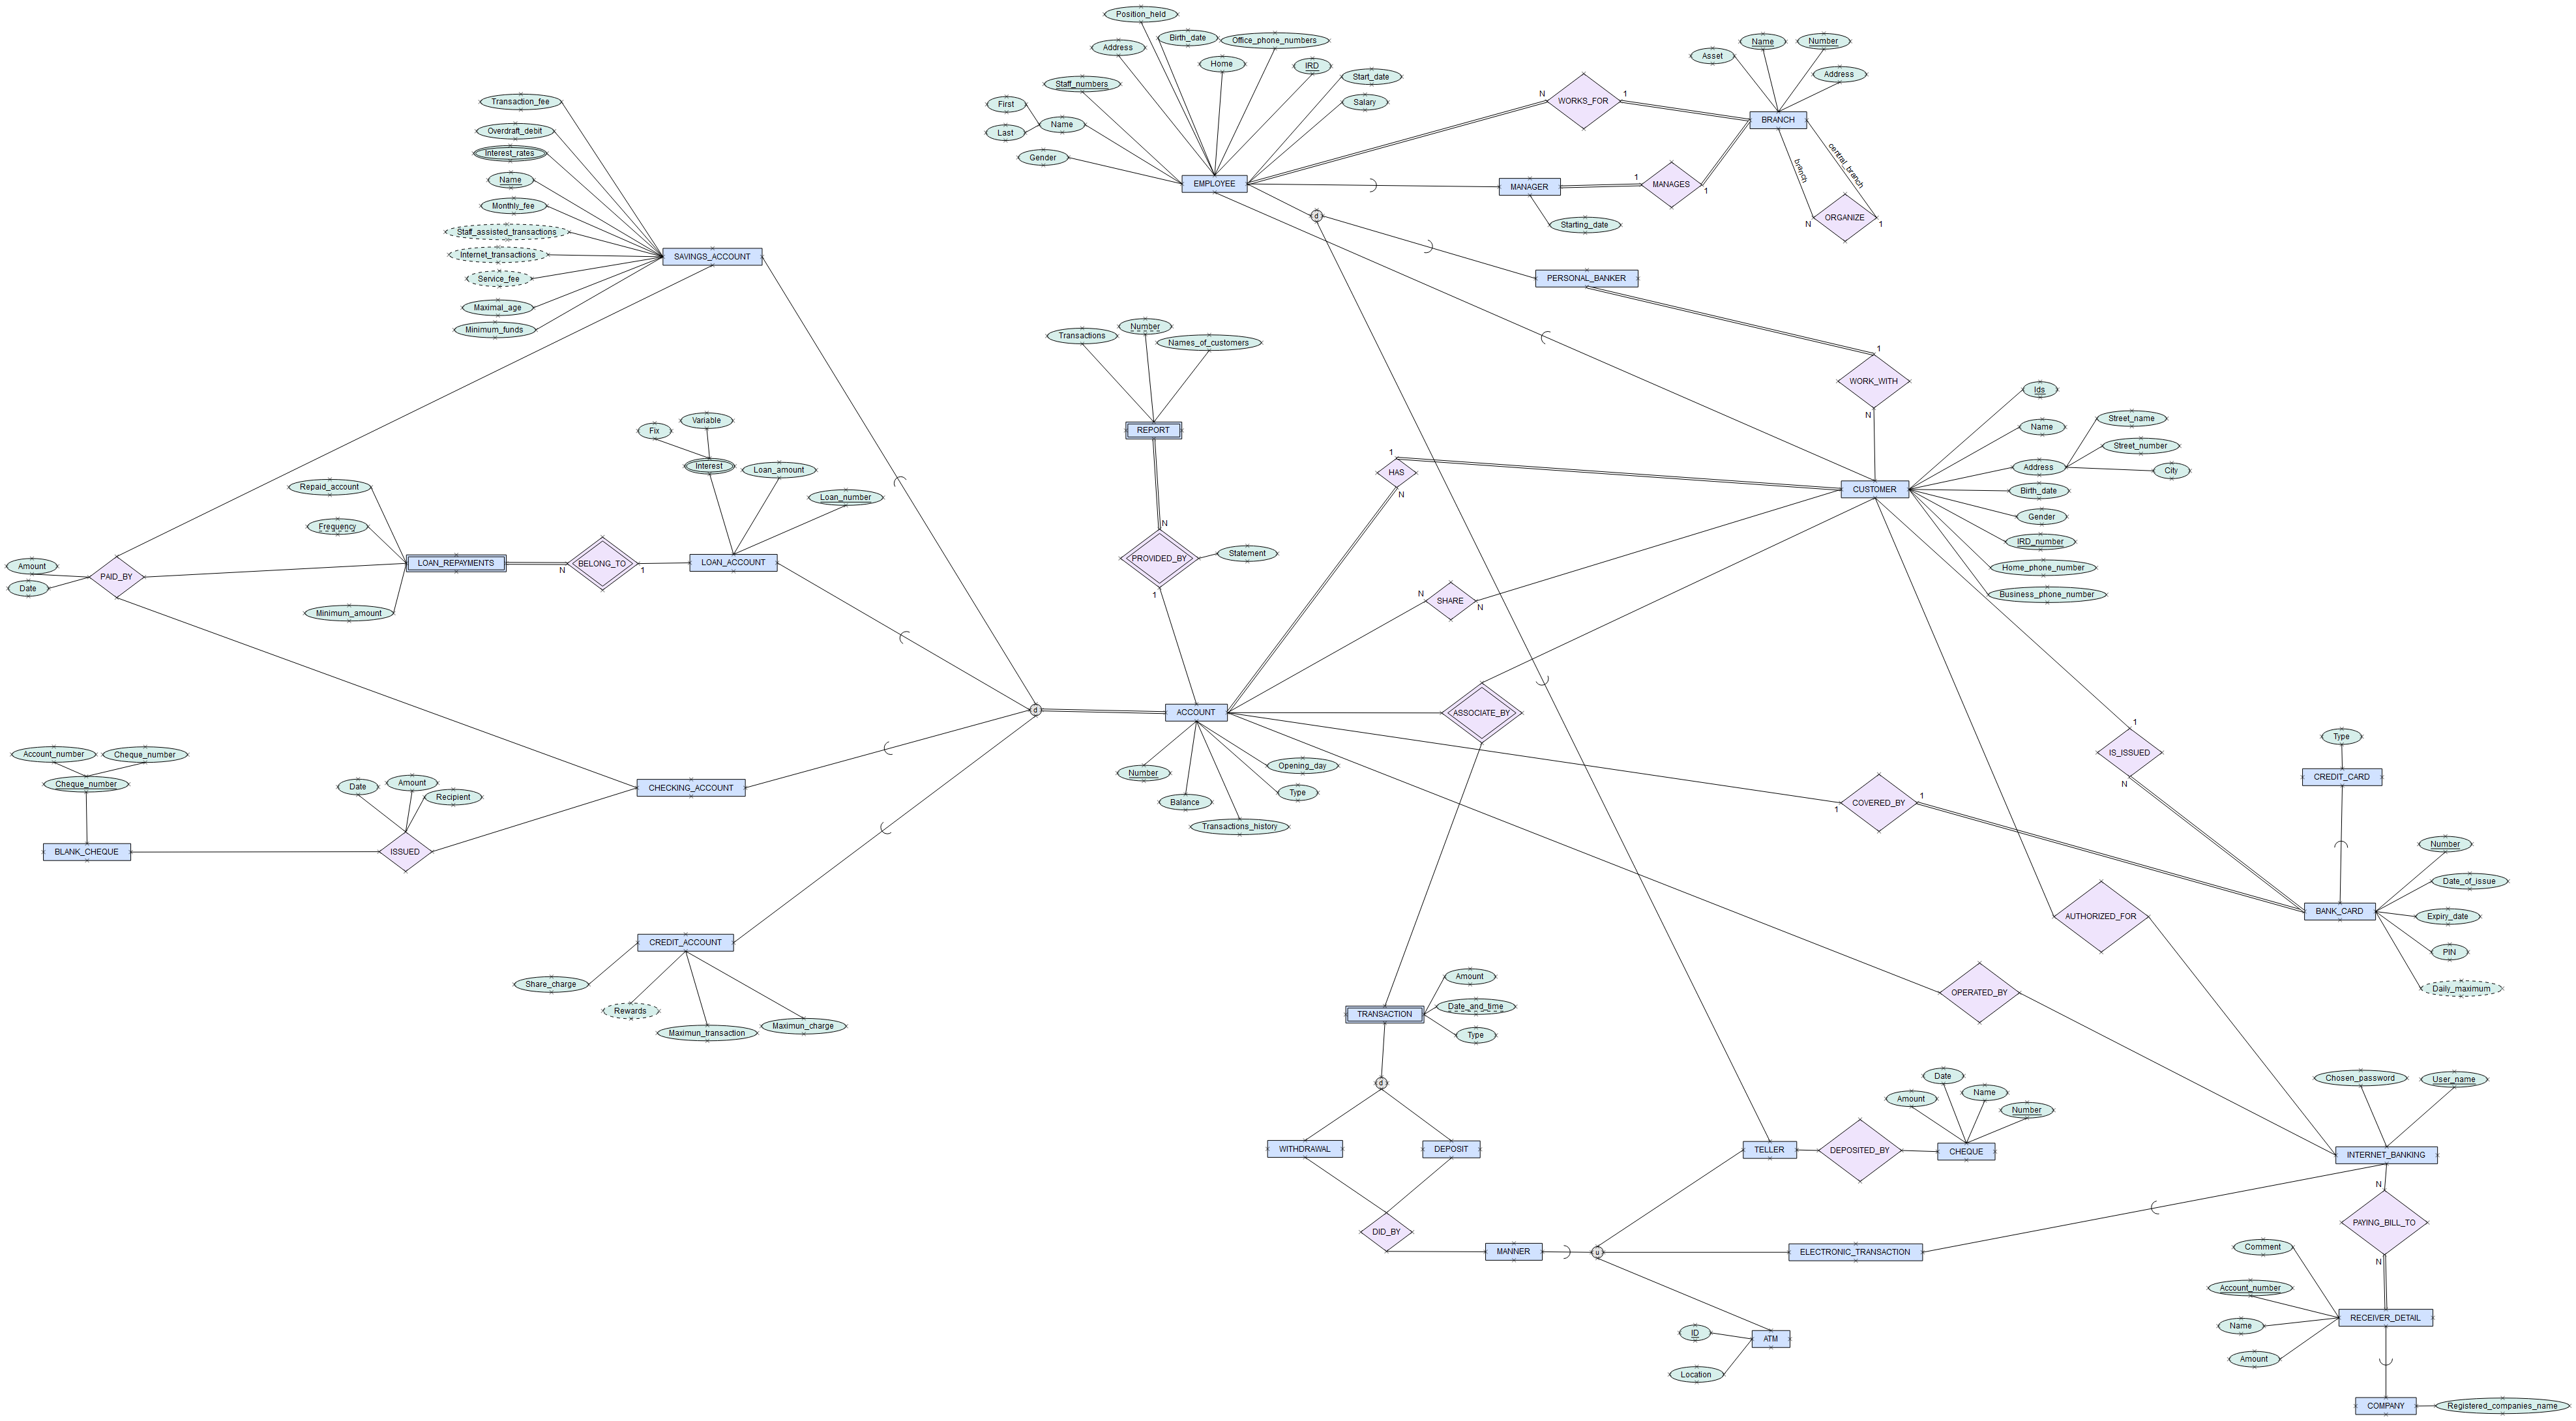 Position_held
Address
Birth_date
Office_phone_numbers
Home
IRD
Staff_numbers
Start_date
Salary
First
Last
Name
Gender
EMPLOYEE
N
WORKS_FOR
1
Asset
Name
Number
Address
BRANCH
MANAGER
Starting_date
1
MANAGES
1
branch
central_branch
N
ORGANIZE
1
d
PERSONAL_BANKER
1
WORK_WITH
N
Transaction_fee
Overdraft_debit
Interest_rates
Name
Monthly_fee
Staff_assisted_transactions
Internet_transactions
Service_fee
Maximal_age
Minimum_funds
SAVINGS_ACCOUNT
Transactions
Number
Names_of_customers
REPORT
N
PROVIDED_BY
Statement
1
1
HAS
N
Ids
Name
Address
Street_name
Street_number
City
CUSTOMER
Birth_date
Gender
IRD_number
Home_phone_number
Business_phone_number
Fix
Variable
Interest
Loan_amount
Loan_number
Repaid_account
Frequency
LOAN_REPAYMENTS
Minimum_amount
N
BELONG_TO
1
LOAN_ACCOUNT
Amount
Date
PAID_BY
N
SHARE
N
d
ACCOUNT
ASSOCIATE_BY
Number
Balance
Transactions_history
Type
Opening_day
Account_number
Cheque_number
Cheque_number
BLANK_CHEQUE
Date
Amount
Recipient
ISSUED
CHECKING_ACCOUNT
1
COVERED_BY
1
1
IS_ISSUED
N
Type
CREDIT_CARD
Number
Date_of_issue
BANK_CARD
Expiry_date
PIN
Daily_maximum
AUTHORIZED_FOR
OPERATED_BY
CREDIT_ACCOUNT
Share_charge
Rewards
Maximun_transaction
Maximun_charge
Amount
TRANSACTION
Date_and_time
Type
d
WITHDRAWAL
DEPOSIT
DID_BY
MANNER
u
TELLER
DEPOSITED_BY
Date
Amount
Name
Number
CHEQUE
ELECTRONIC_TRANSACTION
ID
ATM
Location
Chosen_password
User_name
INTERNET_BANKING
N
PAYING_BILL_TO
N
Comment
Account_number
Name
RECEIVER_DETAIL
Amount
COMPANY
Registered_companies_name